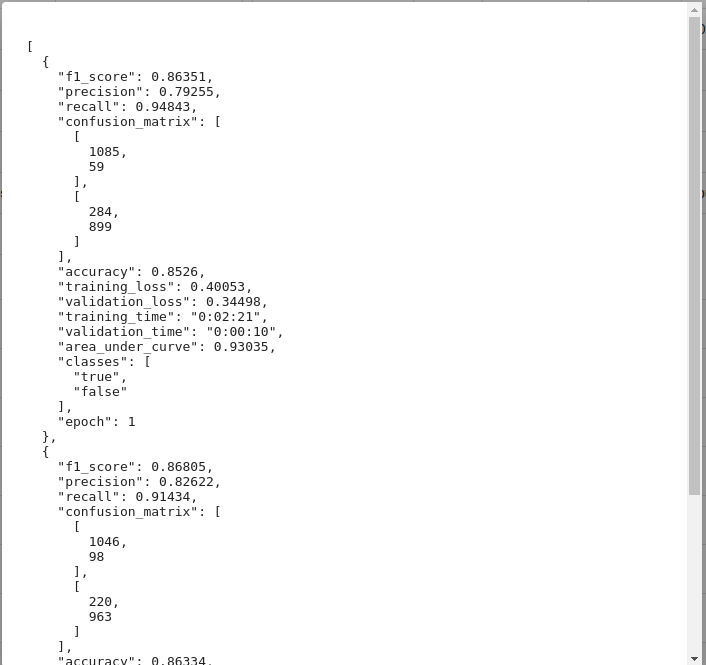 [
{
"f1_score": 0.86351,
"precision": 0.79255,
"recall": 0.94843,
"confusion_matrix": [
[
1085,
59
],
[
284,
899
]
],
"accuracy": 0.8526,
"training_loss": 0.40053,
"validation_loss": 0.34498,
"training_time": "0:02:21",
"validation_time": "0:00:10",
"area_under_curve": 0.93035,
"classes": [
"true",
"false"
],
"epoch": 1
},
{
"f1_score": 0.86805,
"precision": 0.82622,
"recall": 0.91434,
"confusion_matrix": [
[
1046,
98
],
[
220,
963
]
],
"accuracy": 0.86334,